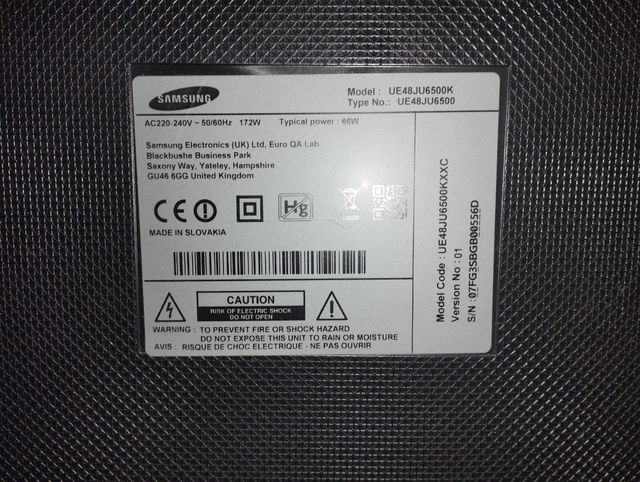 SAMSUNG
Model : UE48JU6500K
Type No.: UE48JU6500
AC220-240V ~ 50/60Hz 172W Typical power : 66W
Samsung Electronics (UK) Ltd, Euro QA Lab.
Blackbushe Business Park
Saxony Way, Yateley, Hampshire
GU46 6GG United Kingdom
CE
Hg
MADE IN SLOVAKIA
CAUTION
RISK OF ELECTRIC SHOCK
DO NOT OPEN
WARNING : TO PREVENT FIRE OR SHOCK HAZARD
DO NOT EXPOSE THIS UNIT TO RAIN OR MOISTURE
AVIS : RISQUE DE CHOC ELECTRIQUE - NE PAS OUVRIR
Model Code : UE48JU6500KXXC
Version No : 01
S/N : 07FG3SBGB00556D